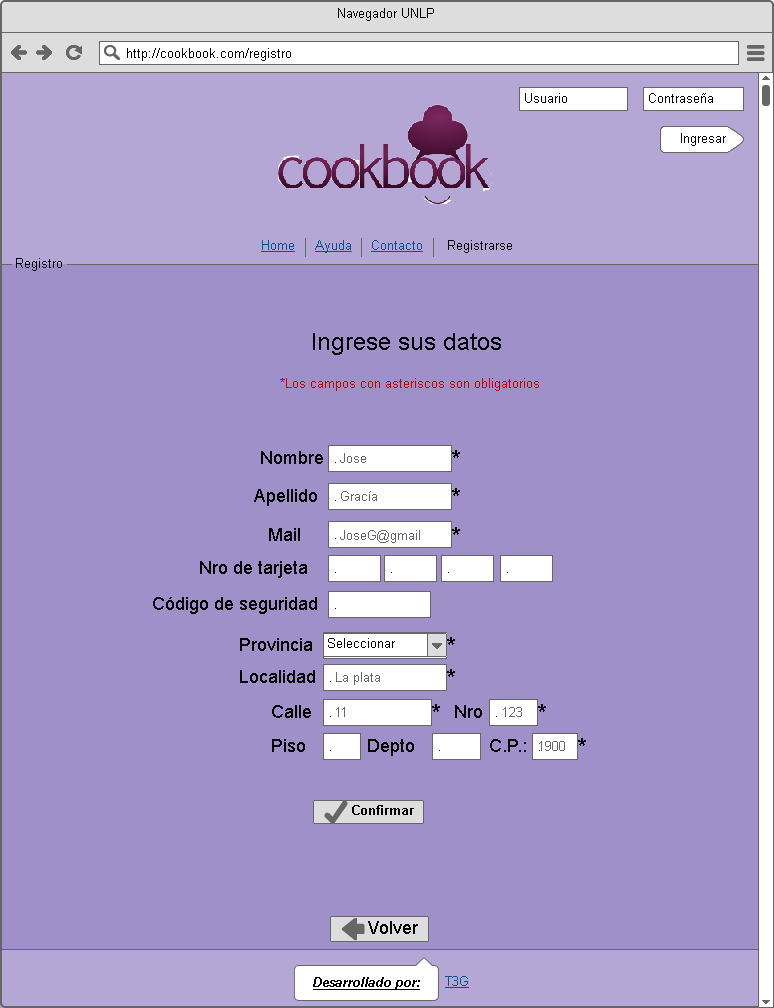 Navegador UNLP
http://cookbook.com/registro
Usuario Contraseña
Ingresar
cookbook
Home Ayuda Contacto Registrarse
Registro
Ingrese sus datos
*Los campos con asteriscos son obligatorios
Nombre . Jose *
Apellido . Gracía *
Mail . JoseG@gmail *
Nro de tarjeta . . . .
Código de seguridad .
Provincia Seleccionar *
Localidad . La plata *
Calle . 11 * Nro . 123 *
Piso . Depto . C.P.: 1900 *
Confirmar
Volver
Desarrollado por: T3G